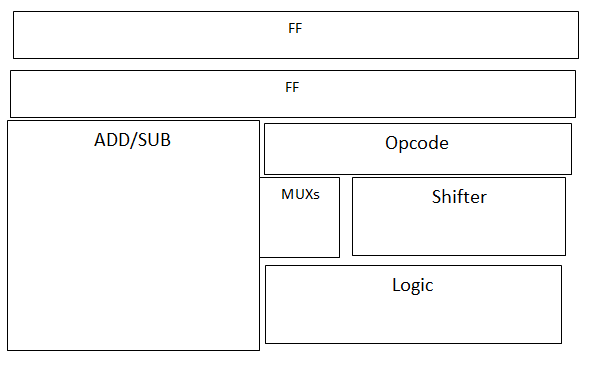 FF
FF
ADD/SUB
Opcode
MUXs
Shifter
Logic